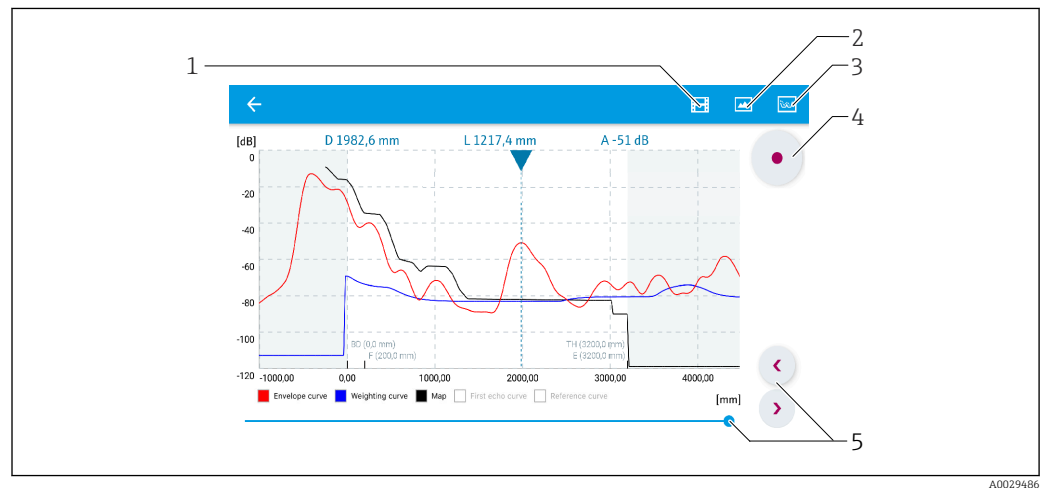 1
2
3
4
D 1982,6 mm L 1217,4 mm A -51 dB
[dB]
0
-20
-40
-60
-80
-100
-120
BD (0,0 mm)
F (200,0 mm)
TH (3200,0 mm)
E (3200,0 mm)
-1000,00 0,00 1000,00 2000,00 3000,00 4000,00
[mm]
Envelope curve Weighting curve Map First echo curve Reference curve
5
A0029486